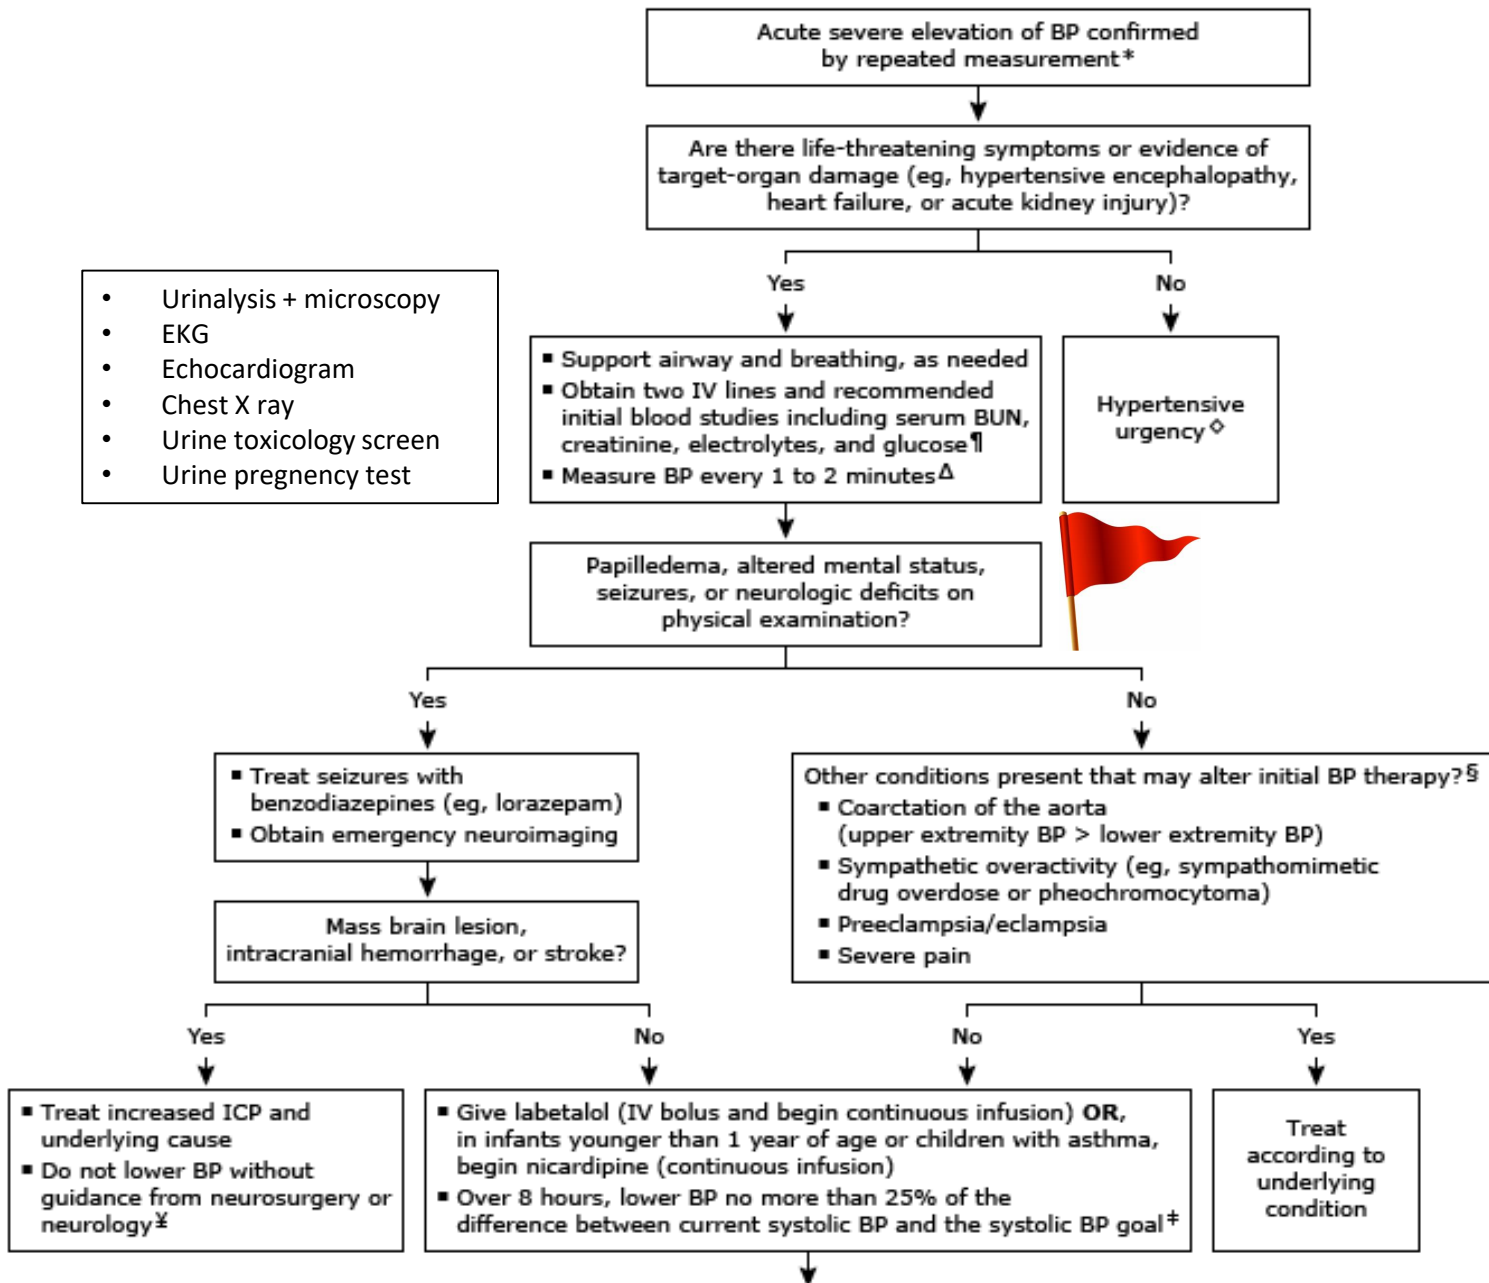 Acute severe elevation of BP confirmed
by repeated measurement*
Are there life-threatening symptoms or evidence of
target-organ damage (eg, hypertensive encephalopathy,
heart failure, or acute kidney injury)?
Yes
No
• Urinalysis + microscopy
• EKG
• Echocardiogram
• Chest X ray
• Urine toxicology screen
• Urine pregnency test
▪ Support airway and breathing, as needed
▪ Obtain two IV lines and recommended
initial blood studies including serum BUN,
creatinine, electrolytes, and glucose¶
▪ Measure BP every 1 to 2 minutesΔ
Hypertensive
urgency◇
Papilledema, altered mental status,
seizures, or neurologic deficits on
physical examination?
Yes
No
▪ Treat seizures with
benzodiazepines (eg, lorazepam)
▪ Obtain emergency neuroimaging
Other conditions present that may alter initial BP therapy?§
▪ Coarctation of the aorta
(upper extremity BP > lower extremity BP)
▪ Sympathetic overactivity (eg, sympathomimetic
drug overdose or pheochromocytoma)
▪ Preeclampsia/eclampsia
▪ Severe pain
Mass brain lesion,
intracranial hemorrhage, or stroke?
Yes
No
No
Yes
▪ Treat increased ICP and
underlying cause
▪ Do not lower BP without
guidance from neurosurgery or
neurology¥
▪ Give labetalol (IV bolus and begin continuous infusion) OR,
in infants younger than 1 year of age or children with asthma,
begin nicardipine (continuous infusion)
▪ Over 8 hours, lower BP no more than 25% of the
difference between current systolic BP and the systolic BP goal‡
Treat
according to
underlying
condition